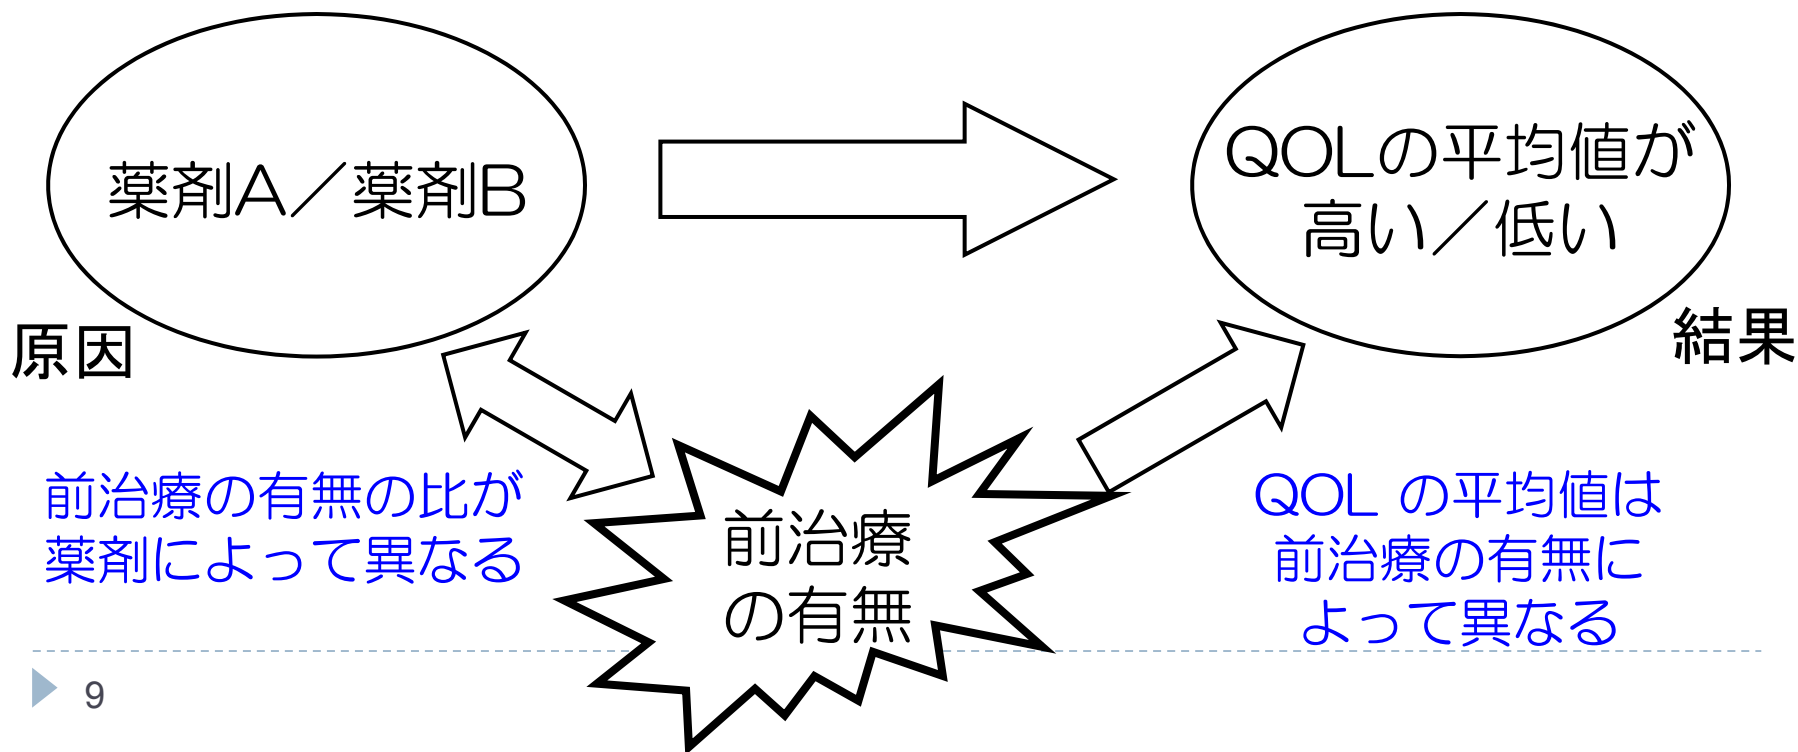 薬剤A／薬剤B
QOLの平均値が
高い／低い
原因
結果
前治療の有無の比が
薬剤によって異なる
前治療
の有無
QOL の平均値は
前治療の有無に
よって異なる
9